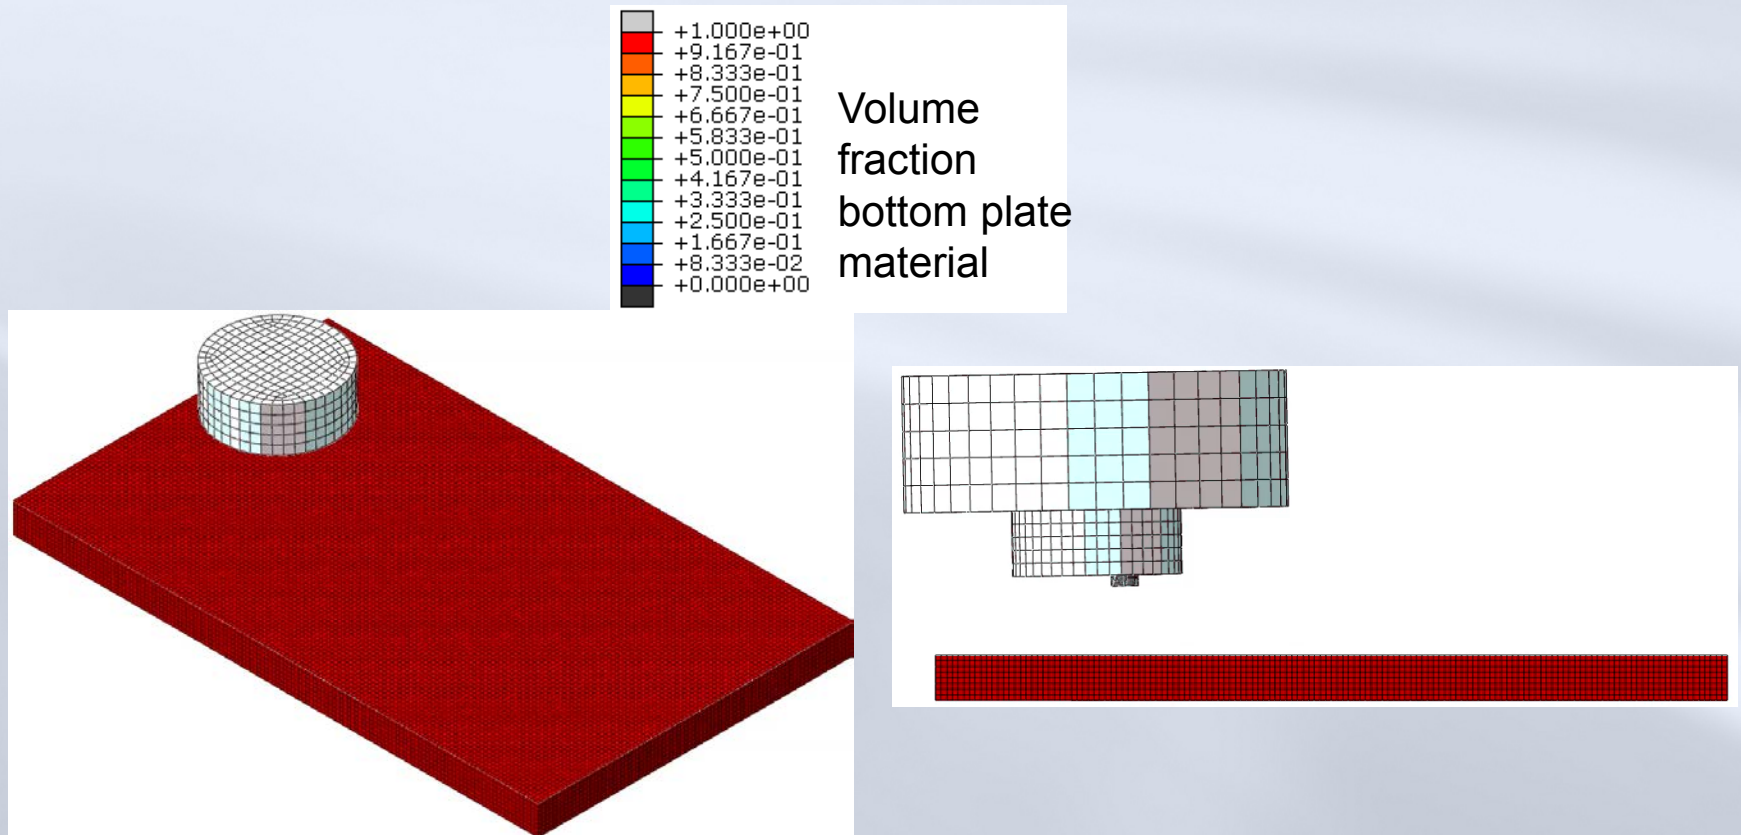 +1.000e+00
+9.167e-01
+8.333e-01
+7.500e-01
+6.667e-01
+5.833e-01
+5.000e-01
+4.167e-01
+3.333e-01
+2.500e-01
+1.667e-01
+8.333e-02
+0.000e+00
Volume
fraction
bottom plate
material